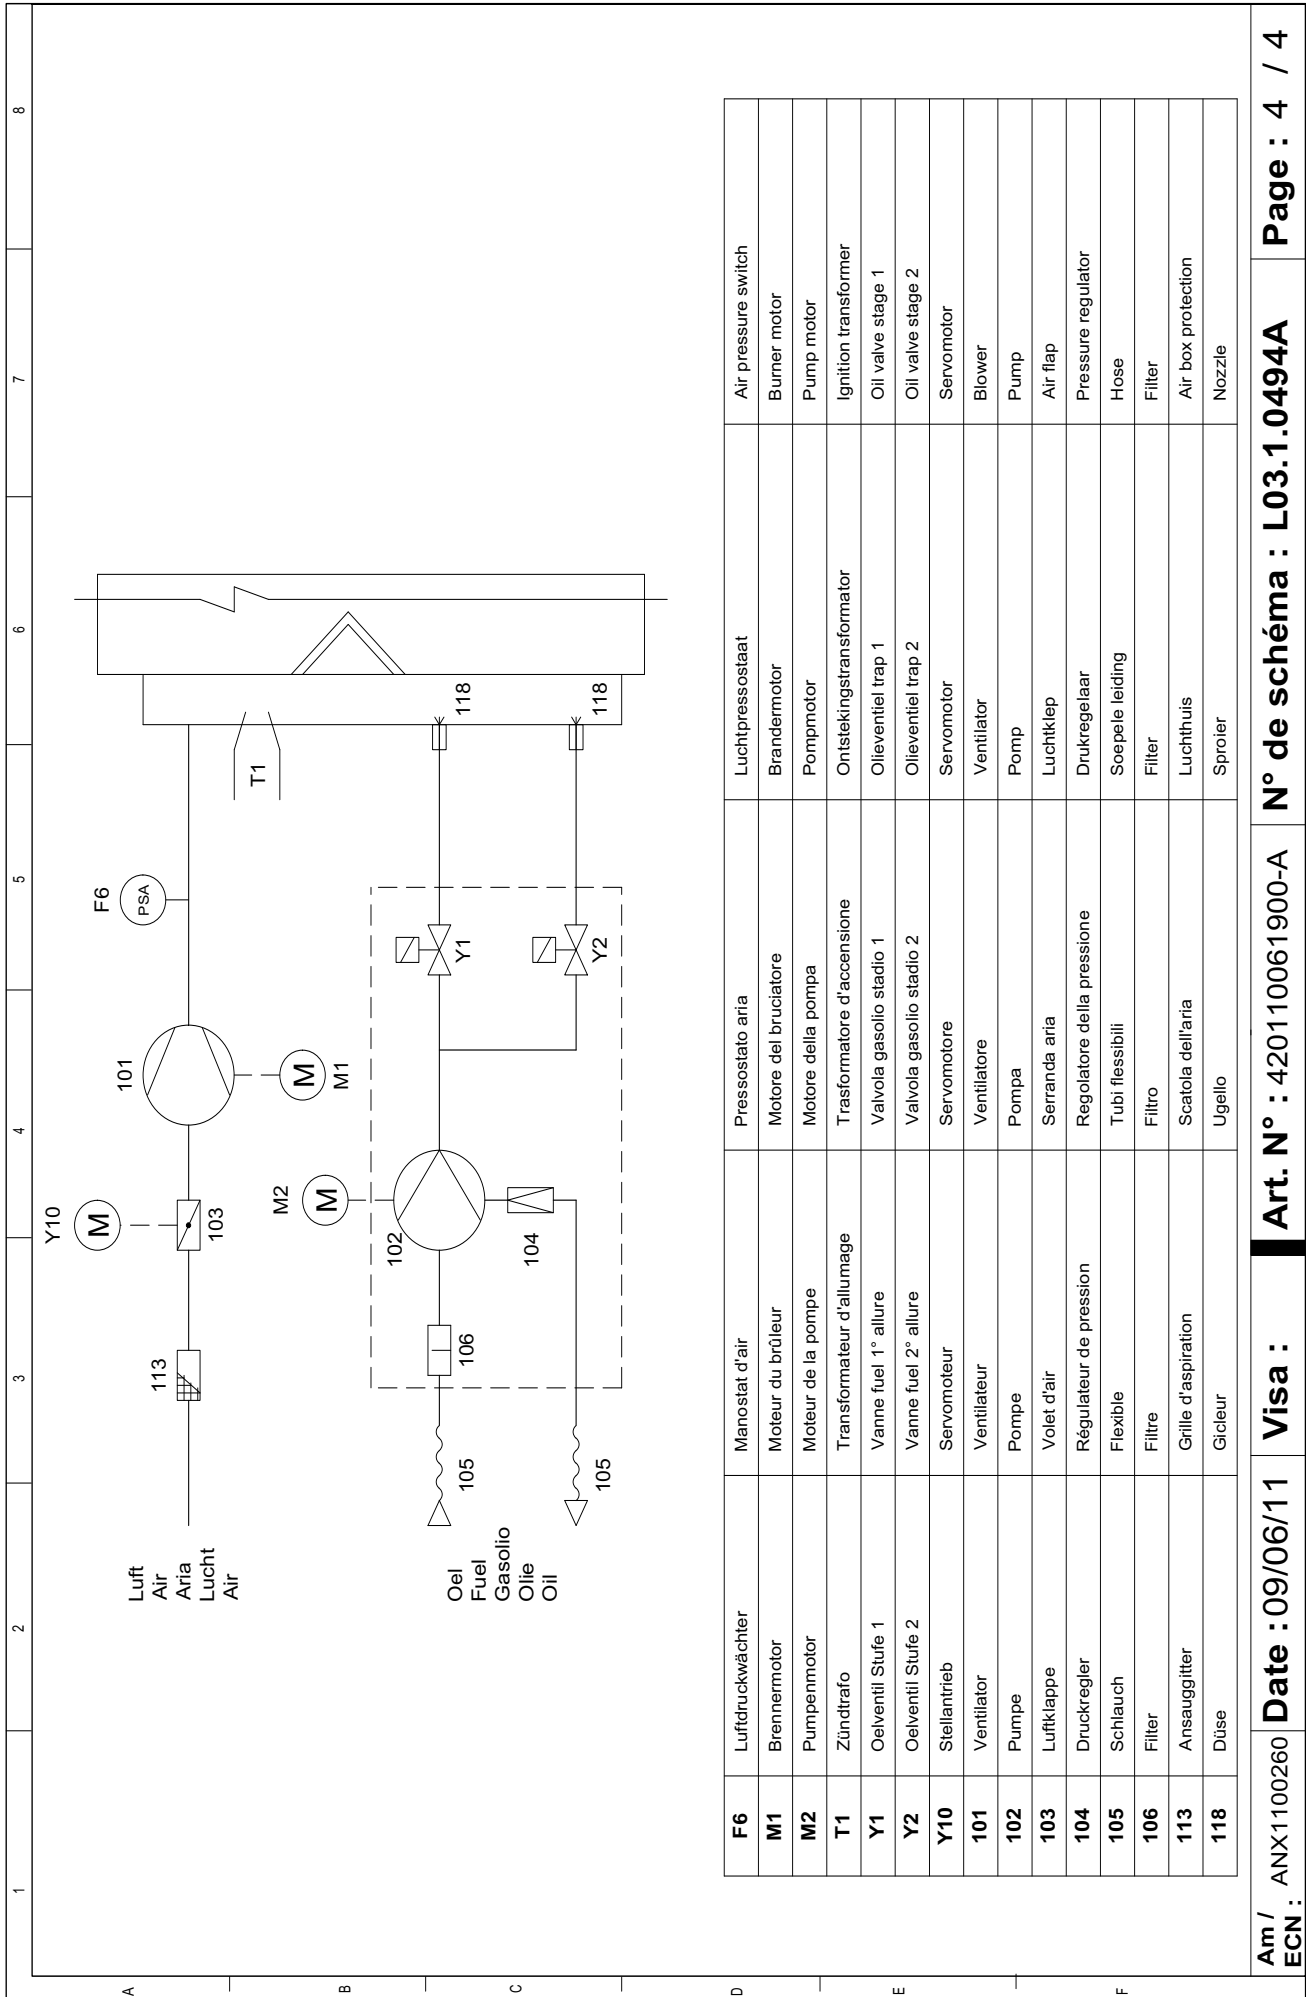 1 2 3 4 5 6 7 8
A
B
C
D
E
F
Luft
Air
Aria
Lucht
Air
113
Y10
M
103
101
M
M1
F6
PSA
T1
Oel
Fuel
Gasolio
Olie
Oil
105
105
106
M2
M
102
104
Y1
Y2
118
118
F6 Luftdruckwächter Manostat d'air Pressostato aria Luchtpressostaat Air pressure switch
M1 Brennermotor Moteur du brûleur Motore del bruciatore Brandermotor Burner motor
M2 Pumpenmotor Moteur de la pompe Motore della pompa Pompmotor Pump motor
T1 Zündtrafo Transformateur d'allumage Trasformatore d'accensione Ontstekingstransformator Ignition transformer
Y1 Oelventil Stufe 1 Vanne fuel 1° allure Valvola gasolio stadio 1 Olieventiel trap 1 Oil valve stage 1
Y2 Oelventil Stufe 2 Vanne fuel 2° allure Valvola gasolio stadio 2 Olieventiel trap 2 Oil valve stage 2
Y10 Stellantrieb Servomoteur Servomotore Servomotor Servomotor
101 Ventilator Ventilateur Ventilatore Ventilator Blower
102 Pumpe Pompe Pompa Pomp Pump
103 Luftklappe Volet d'air Serranda aria Luchtklep Air flap
104 Druckregler Régulateur de pression Regolatore della pressione Drukregelaar Pressure regulator
105 Schlauch Flexible Tubi flessibili Soepele leiding Hose
106 Filter Filtre Filtro Filter Filter
113 Ansauggitter Grille d'aspiration Scatola dell'aria Luchthuis Air box protection
118 Düse Gicleur Ugello Sproier Nozzle
Am / ECN : ANX1100260 Date : 09/06/11 Visa : Art. N° : 420110061900-A N° de schéma : L03.1.0494A Page : 4 / 4